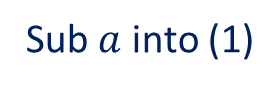 Sub 𝑎 into (1)